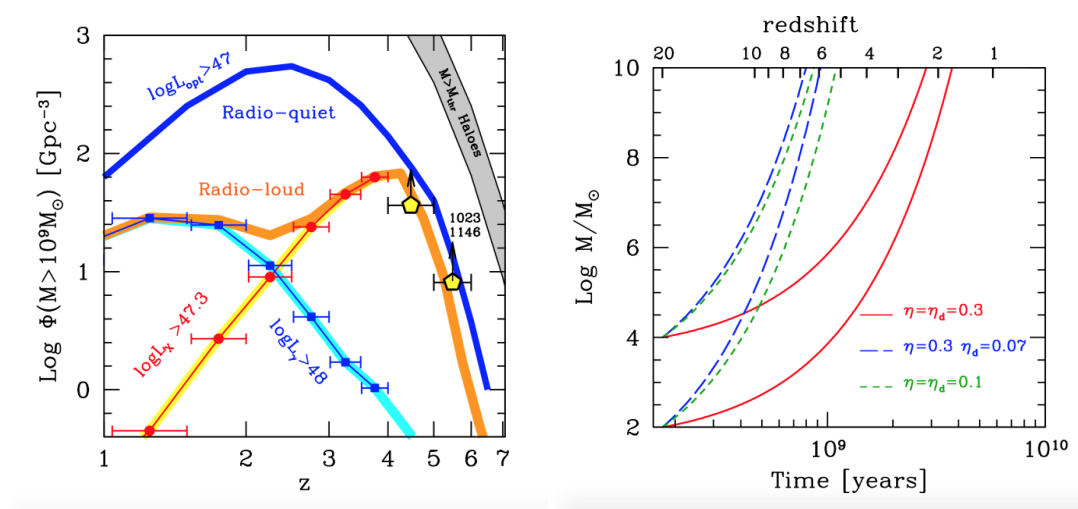 3
2
1
0
Log Φ(M>10⁹M☉) [Gpc⁻³]
logL_opt>47
Radio-quiet
Radio-loud
M>M_thr Haloes
1023
1146
logL_X>47.3
logL_γ>48
1 2 3 4 5 6 7
z
redshift
20 10 8 6 4 2 1
10
8
6
4
2
Log M/M☉
η=η_d=0.3
η=0.3 η_d=0.07
η=η_d=0.1
10⁹ 10¹⁰
Time [years]